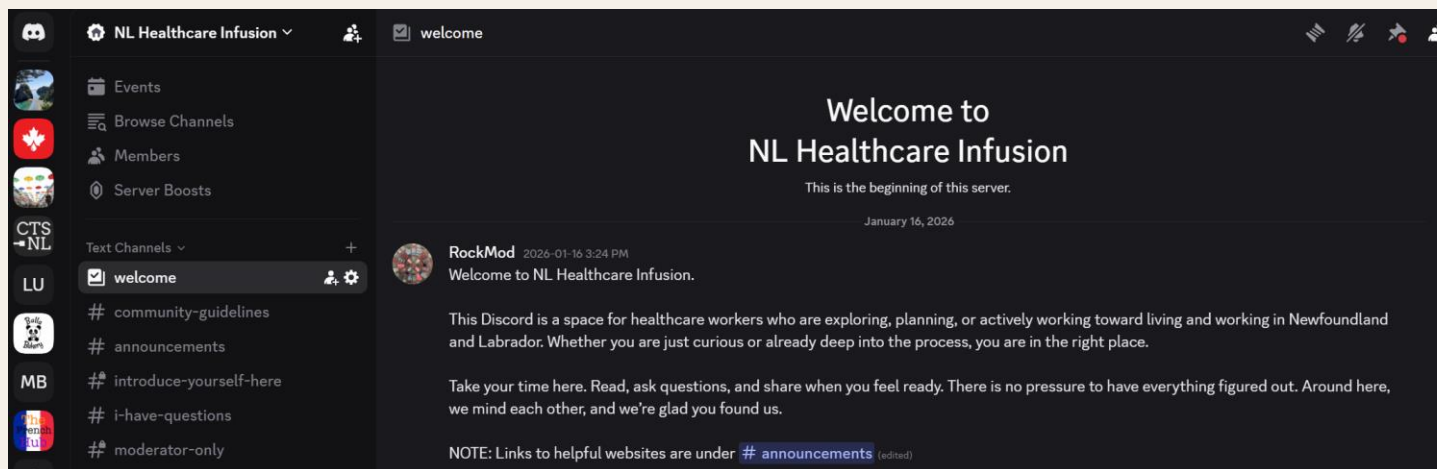 NL Healthcare Infusion
Events
Browse Channels
Members
Server Boosts
Text Channels
welcome
# community-guidelines
# announcements
# introduce-yourself-here
# i-have-questions
# moderator-only
CTS
NL
LU
Balle
MB
The
French
Hub
welcome
Welcome to
NL Healthcare Infusion
This is the beginning of this server.
January 16, 2026
RockMod 2026-01-16 3:24 PM
Welcome to NL Healthcare Infusion.
This Discord is a space for healthcare workers who are exploring, planning, or actively working toward living and working in Newfoundland
and Labrador. Whether you are just curious or already deep into the process, you are in the right place.
Take your time here. Read, ask questions, and share when you feel ready. There is no pressure to have everything figured out. Around here,
we mind each other, and we're glad you found us.
NOTE: Links to helpful websites are under # announcements (edited)